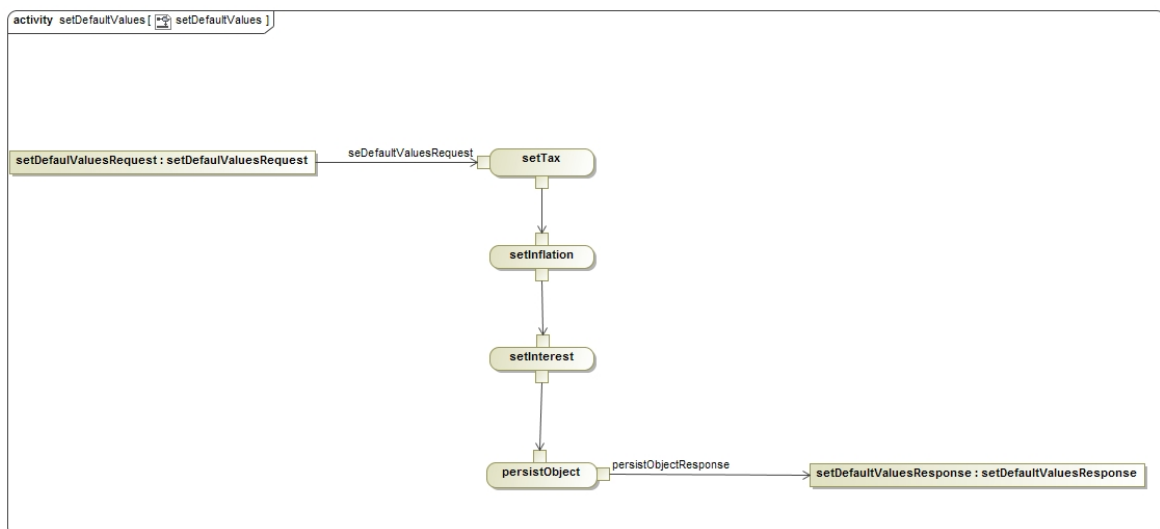 activity setDefaultValues [ setDefaultValues ]
seDefaultValuesRequest
setDefaulValuesRequest : setDefaulValuesRequest
setTax
setInflation
setInterest
persistObject
persistObjectResponse
setDefaultValuesResponse : setDefaultValuesResponse